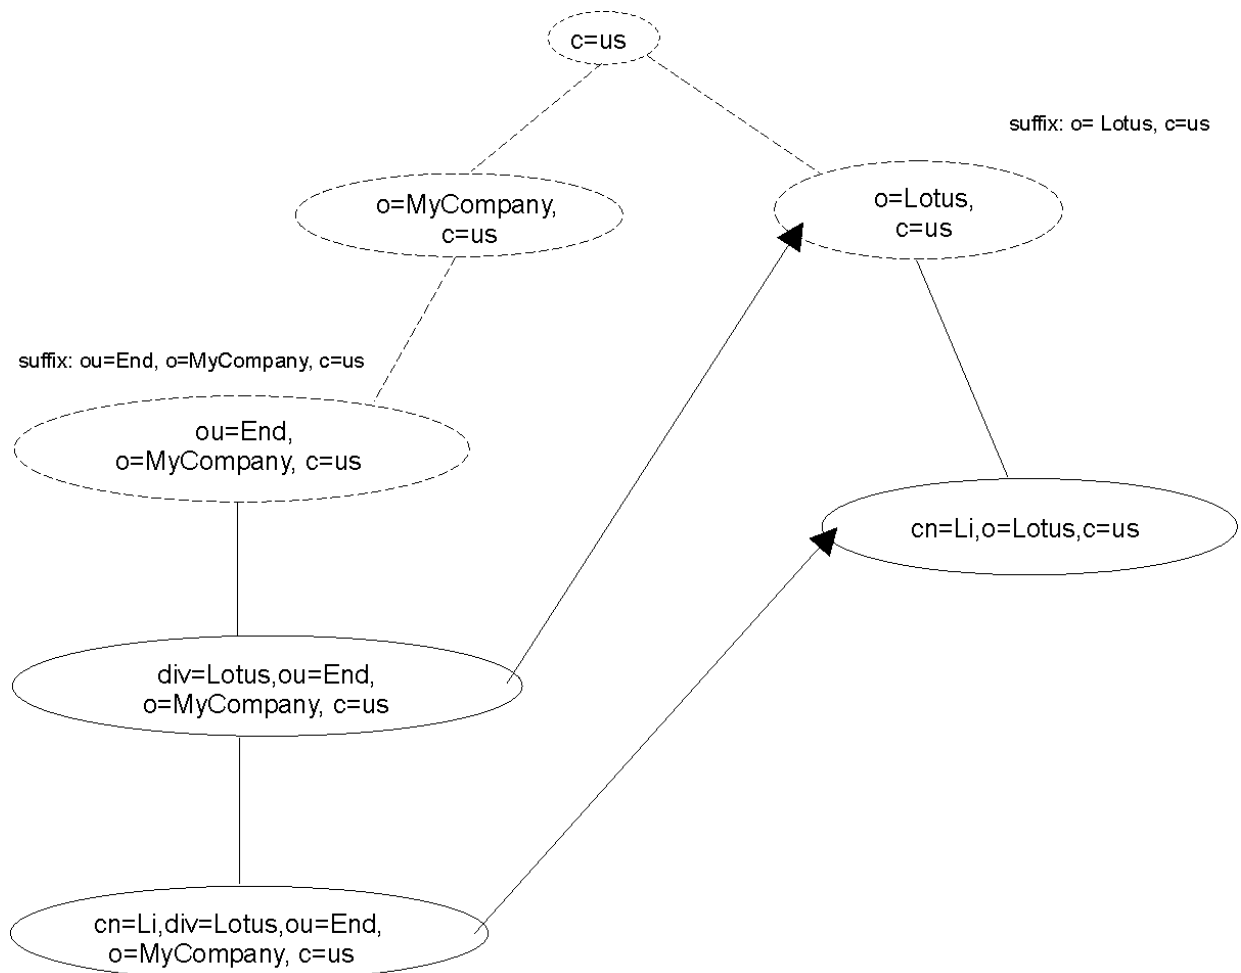 c=us
suffix: o= Lotus, c=us
o=MyCompany,
c=us
o=Lotus,
c=us
suffix: ou=End, o=MyCompany, c=us
ou=End,
o=MyCompany, c=us
cn=Li,o=Lotus,c=us
div=Lotus,ou=End,
o=MyCompany, c=us
cn=Li,div=Lotus,ou=End,
o=MyCompany, c=us